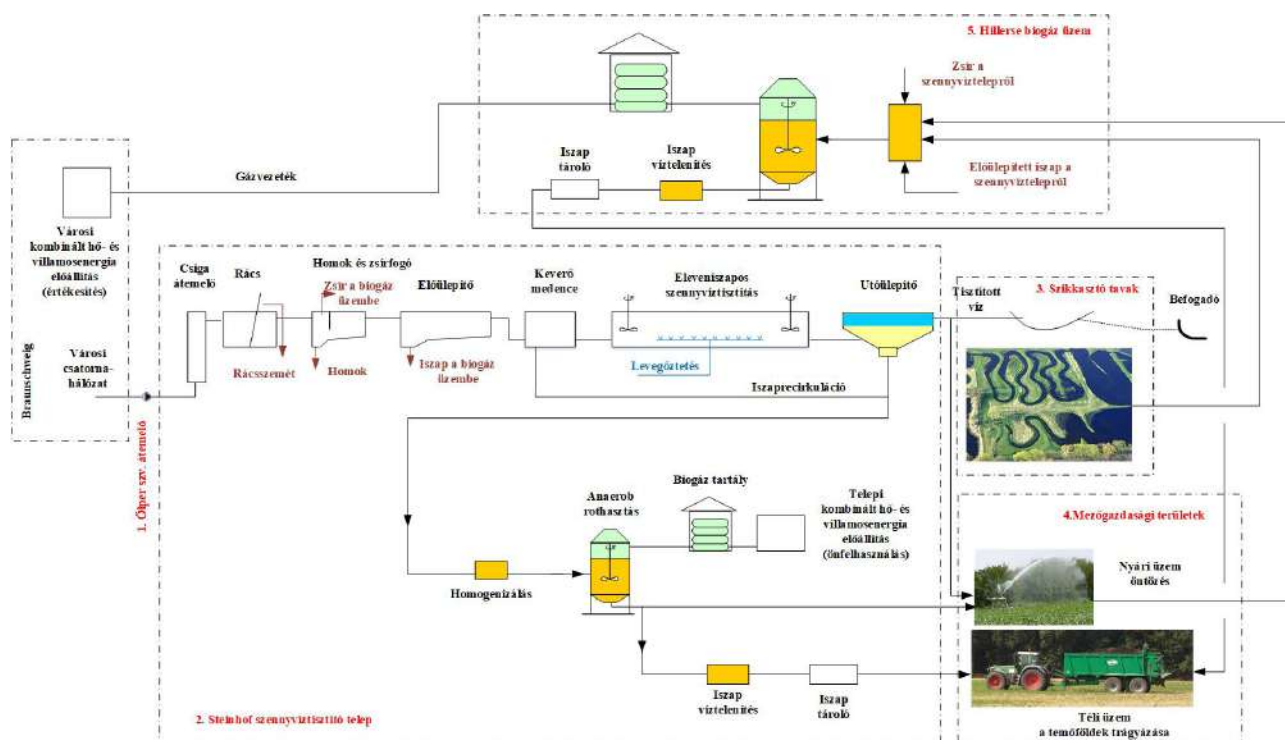 5. Hillerse biogáz üzem
Zsír a
szennyvíztelepről
Előülepített iszap a
szennyvíztelepről
Iszap
tároló
Iszap
víztelenítés
Gázvezeték
Városi
kombinált hő- és
villamosenergia
előállítás
(értékesítés)
Városi
csatorna-
hálózat
Braunschweig
1. Ölper szv. átemelő
Csiga
átemelő
Rács
Homok és zsírfogó
Zsír a biogáz
üzembe
Előülepítő
Keverő
medence
Eleveniszapos
szennyvíztisztítás
Utóülepítő
Rácsszemét
Homok
Iszap a biogáz
üzembe
Levegőztetés
Iszaprecirkuláció
Tisztított
víz
3. Szikkasztó tavak
Befogadó
Anaerob
rothasztás
Biogáz tartály
Telepi
kombinált hő- és
villamosenergia
előállítás
(önfelhasználás)
Homogenizálás
Iszap
víztelenítés
Iszap
tároló
2. Steinhof szennyvíztisztító telep
4.Mezőgazdasági területek
Nyári üzem
öntözés
Téli üzem
a temőföldek trágyázása